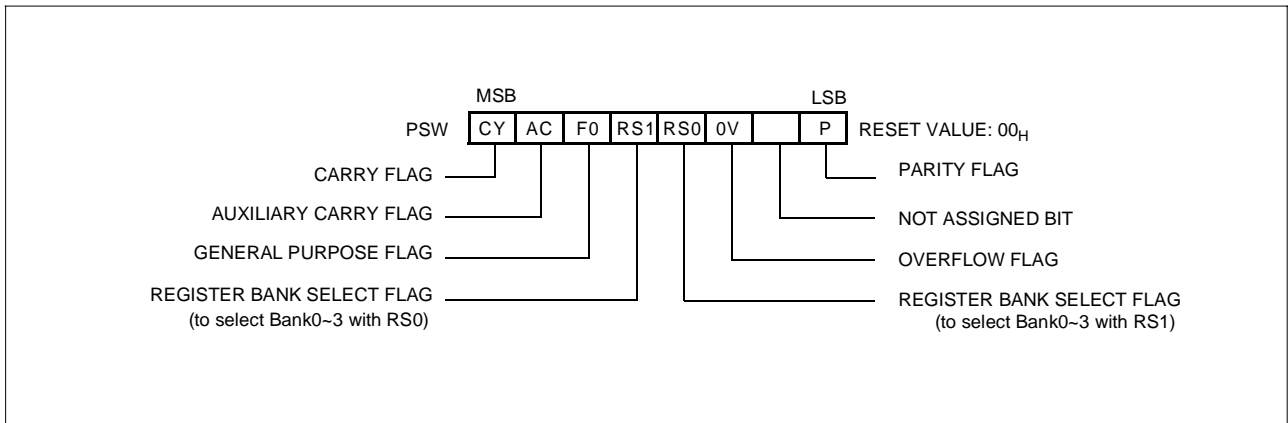 MSB LSB
PSW CY AC F0 RS1 RS0 0V P RESET VALUE: 00H
CARRY FLAG PARITY FLAG
AUXILIARY CARRY FLAG NOT ASSIGNED BIT
GENERAL PURPOSE FLAG OVERFLOW FLAG
REGISTER BANK SELECT FLAG REGISTER BANK SELECT FLAG
(to select Bank0~3 with RS0) (to select Bank0~3 with RS1)